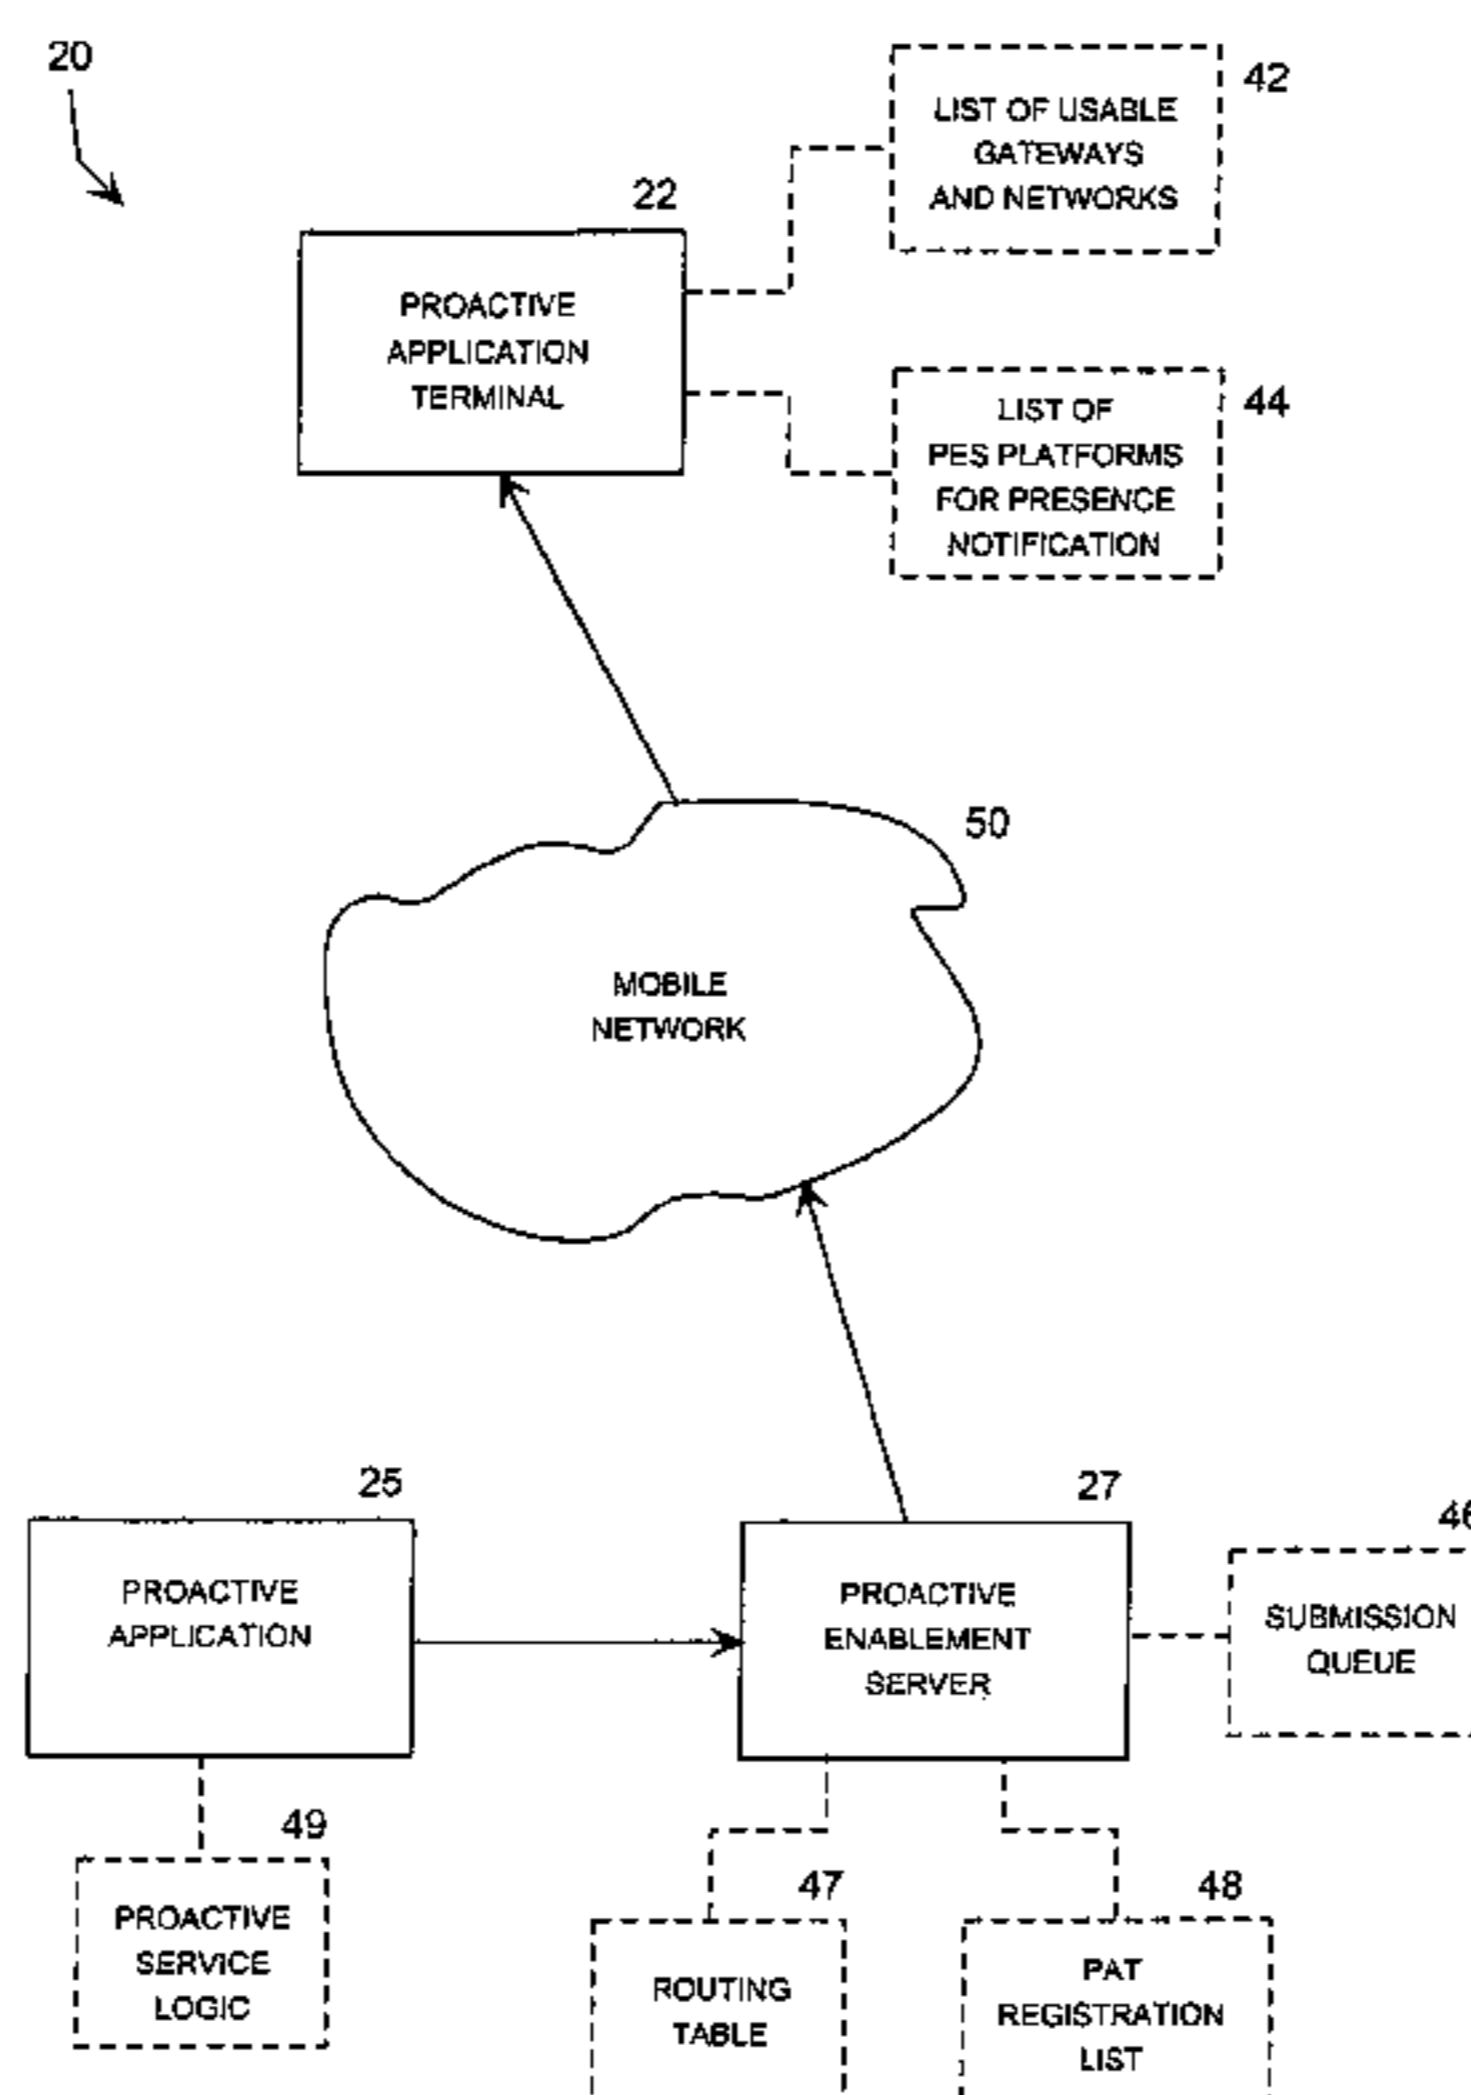 20
42
LIST OF USABLE
GATEWAYS
AND NETWORKS
22
PROACTIVE
APPLICATION
TERMINAL
44
LIST OF
PES PLATFORMS
FOR PRESENCE
NOTIFICATION
50
MOBILE
NETWORK
25
PROACTIVE
APPLICATION
27
PROACTIVE
ENABLEMENT
SERVER
46
SUBMISSION
QUEUE
49
PROACTIVE
SERVICE
LOGIC
47
ROUTING
TABLE
48
PAT
REGISTRATION
LIST